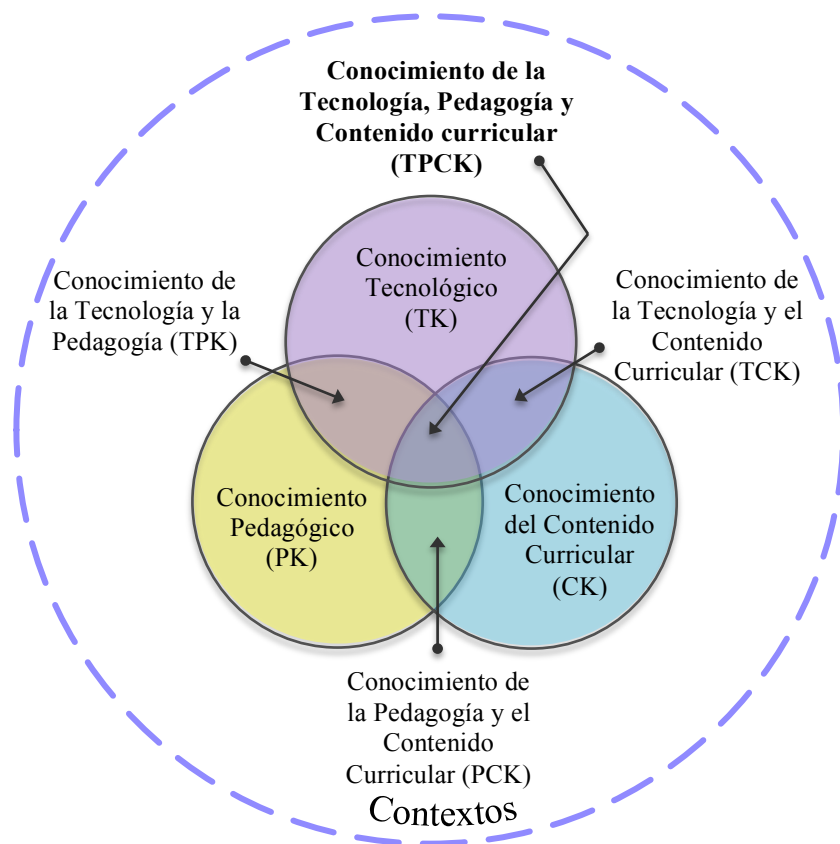 Conocimiento de la
Tecnología, Pedagogía y
Contenido curricular
(TPCK)
Conocimiento
Tecnológico
(TK)
Conocimiento de
la Tecnología y la
Pedagogía (TPK)
Conocimiento de
la Tecnología y el
Contenido
Curricular (TCK)
Conocimiento
Pedagógico
(PK)
Conocimiento
del Contenido
Curricular
(CK)
Conocimiento de
la Pedagogía y el
Contenido
Curricular (PCK)
Contextos